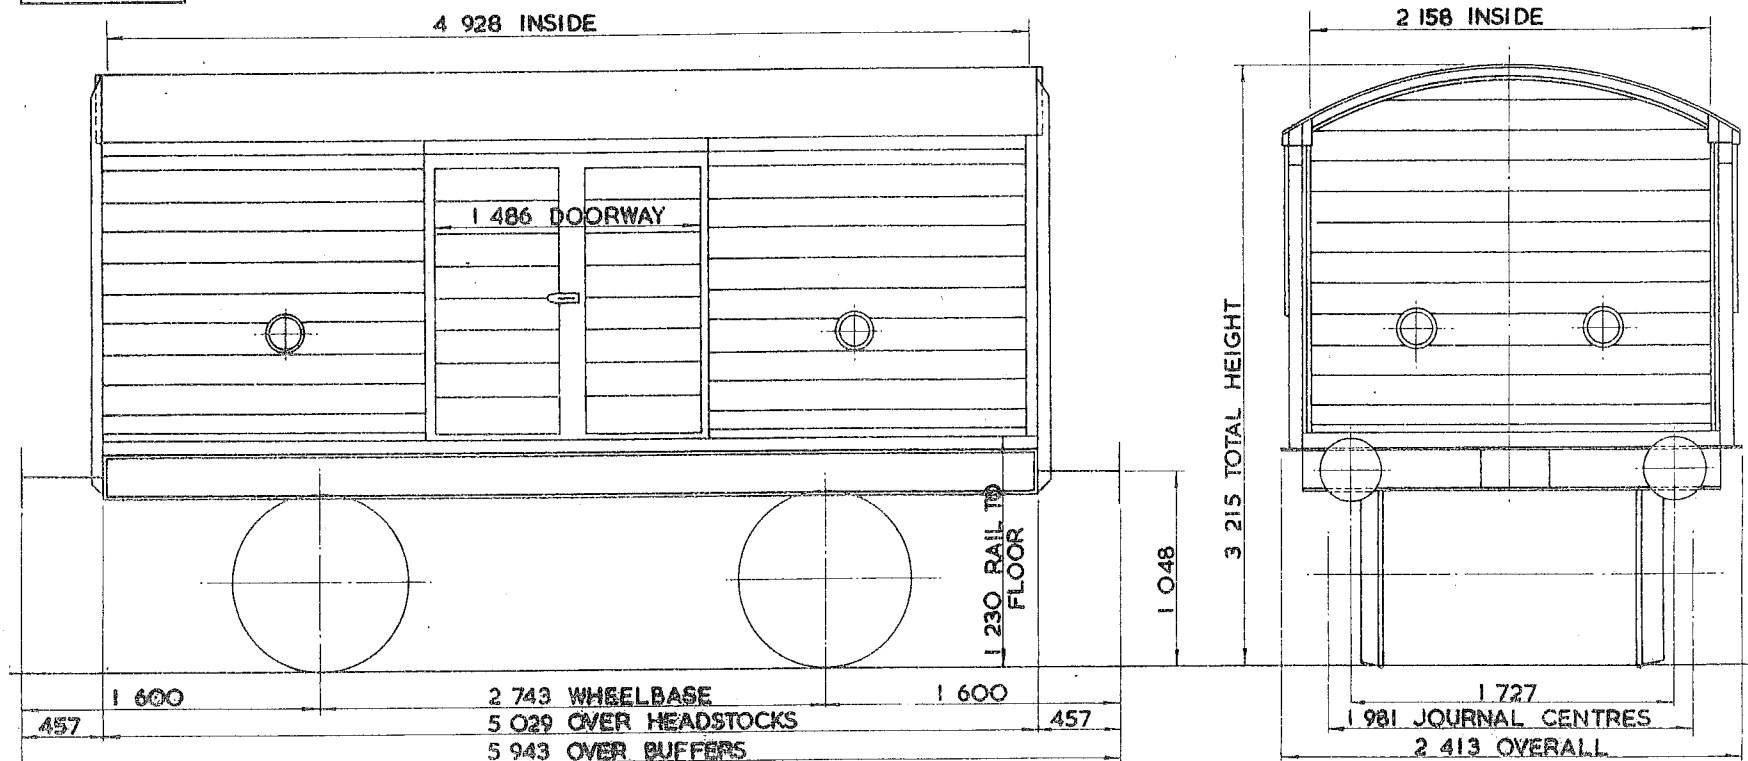 4 928 INSIDE
2 158 INSIDE
1 486 DOORWAY
3 215 TOTAL HEIGHT
1 230 RAIL TO
FLOOR
1 048
1 600
2 743 WHEELBASE
1 600
457
5 029 OVER HEADSTOCKS
457
5 943 OVER BUFFERS
1 727
1 981 JOURNAL CENTRES
2 413 OVERALL